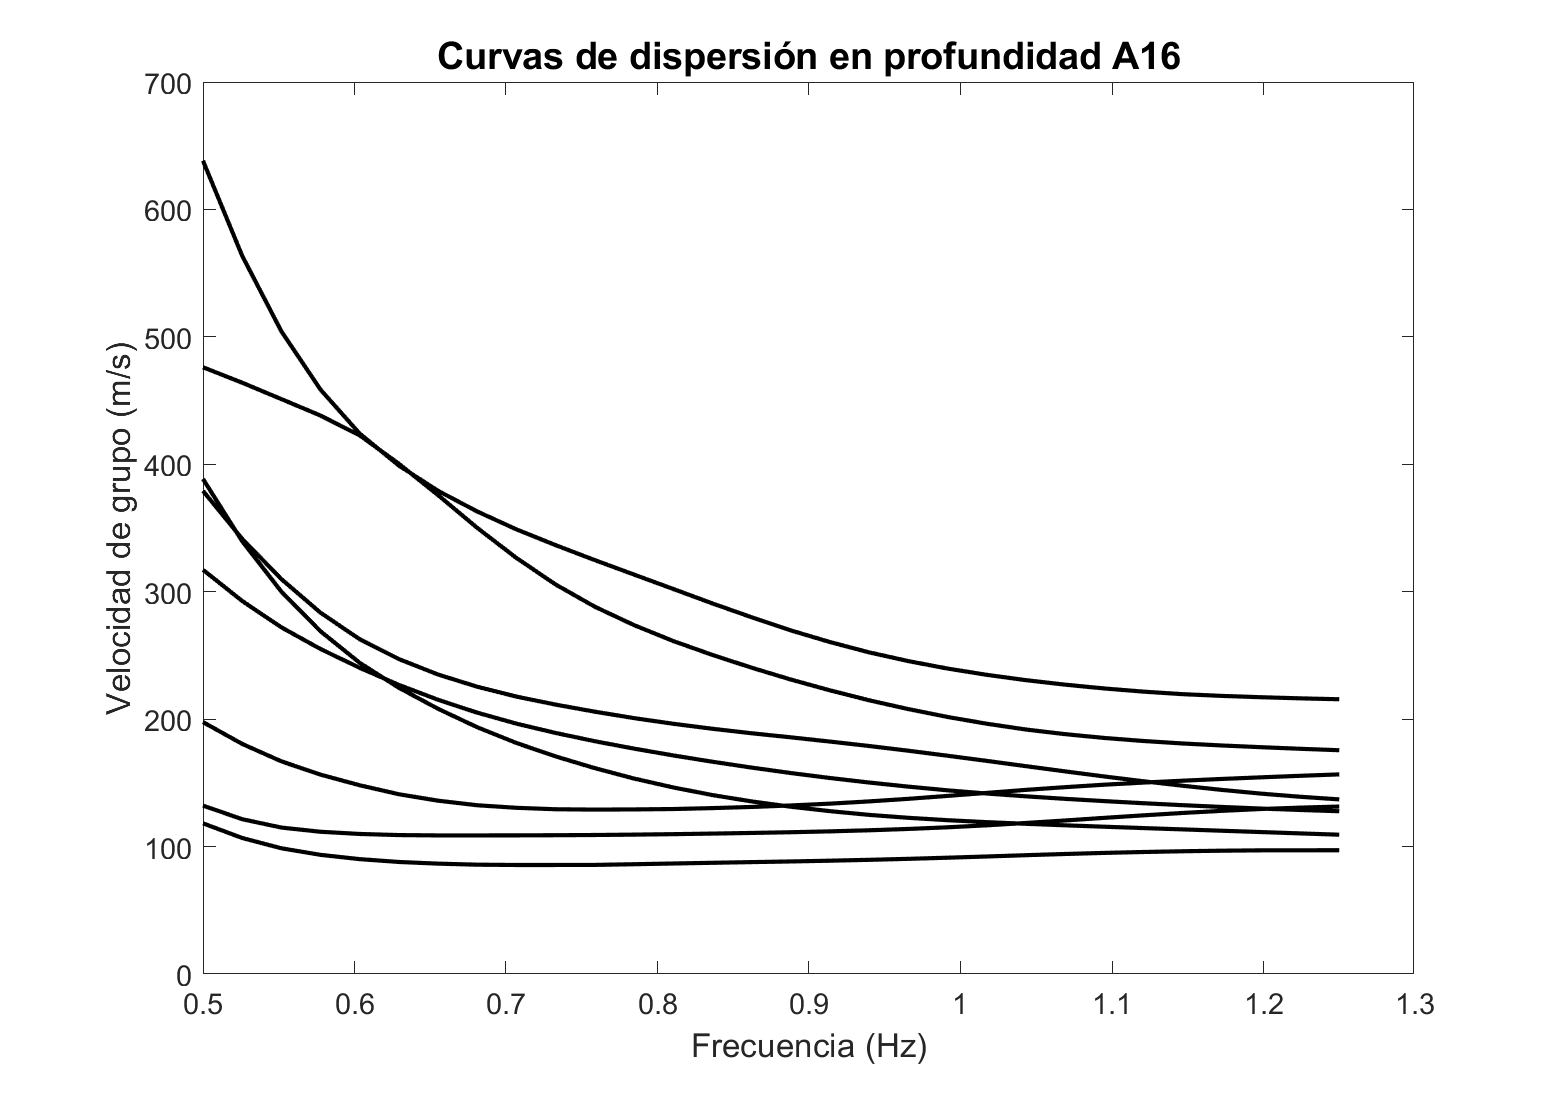 Curvas de dispersión en profundidad A16
Velocidad de grupo (m/s)
700
600
500
400
300
200
100
0
0.5 0.6 0.7 0.8 0.9 1 1.1 1.2 1.3
Frecuencia (Hz)